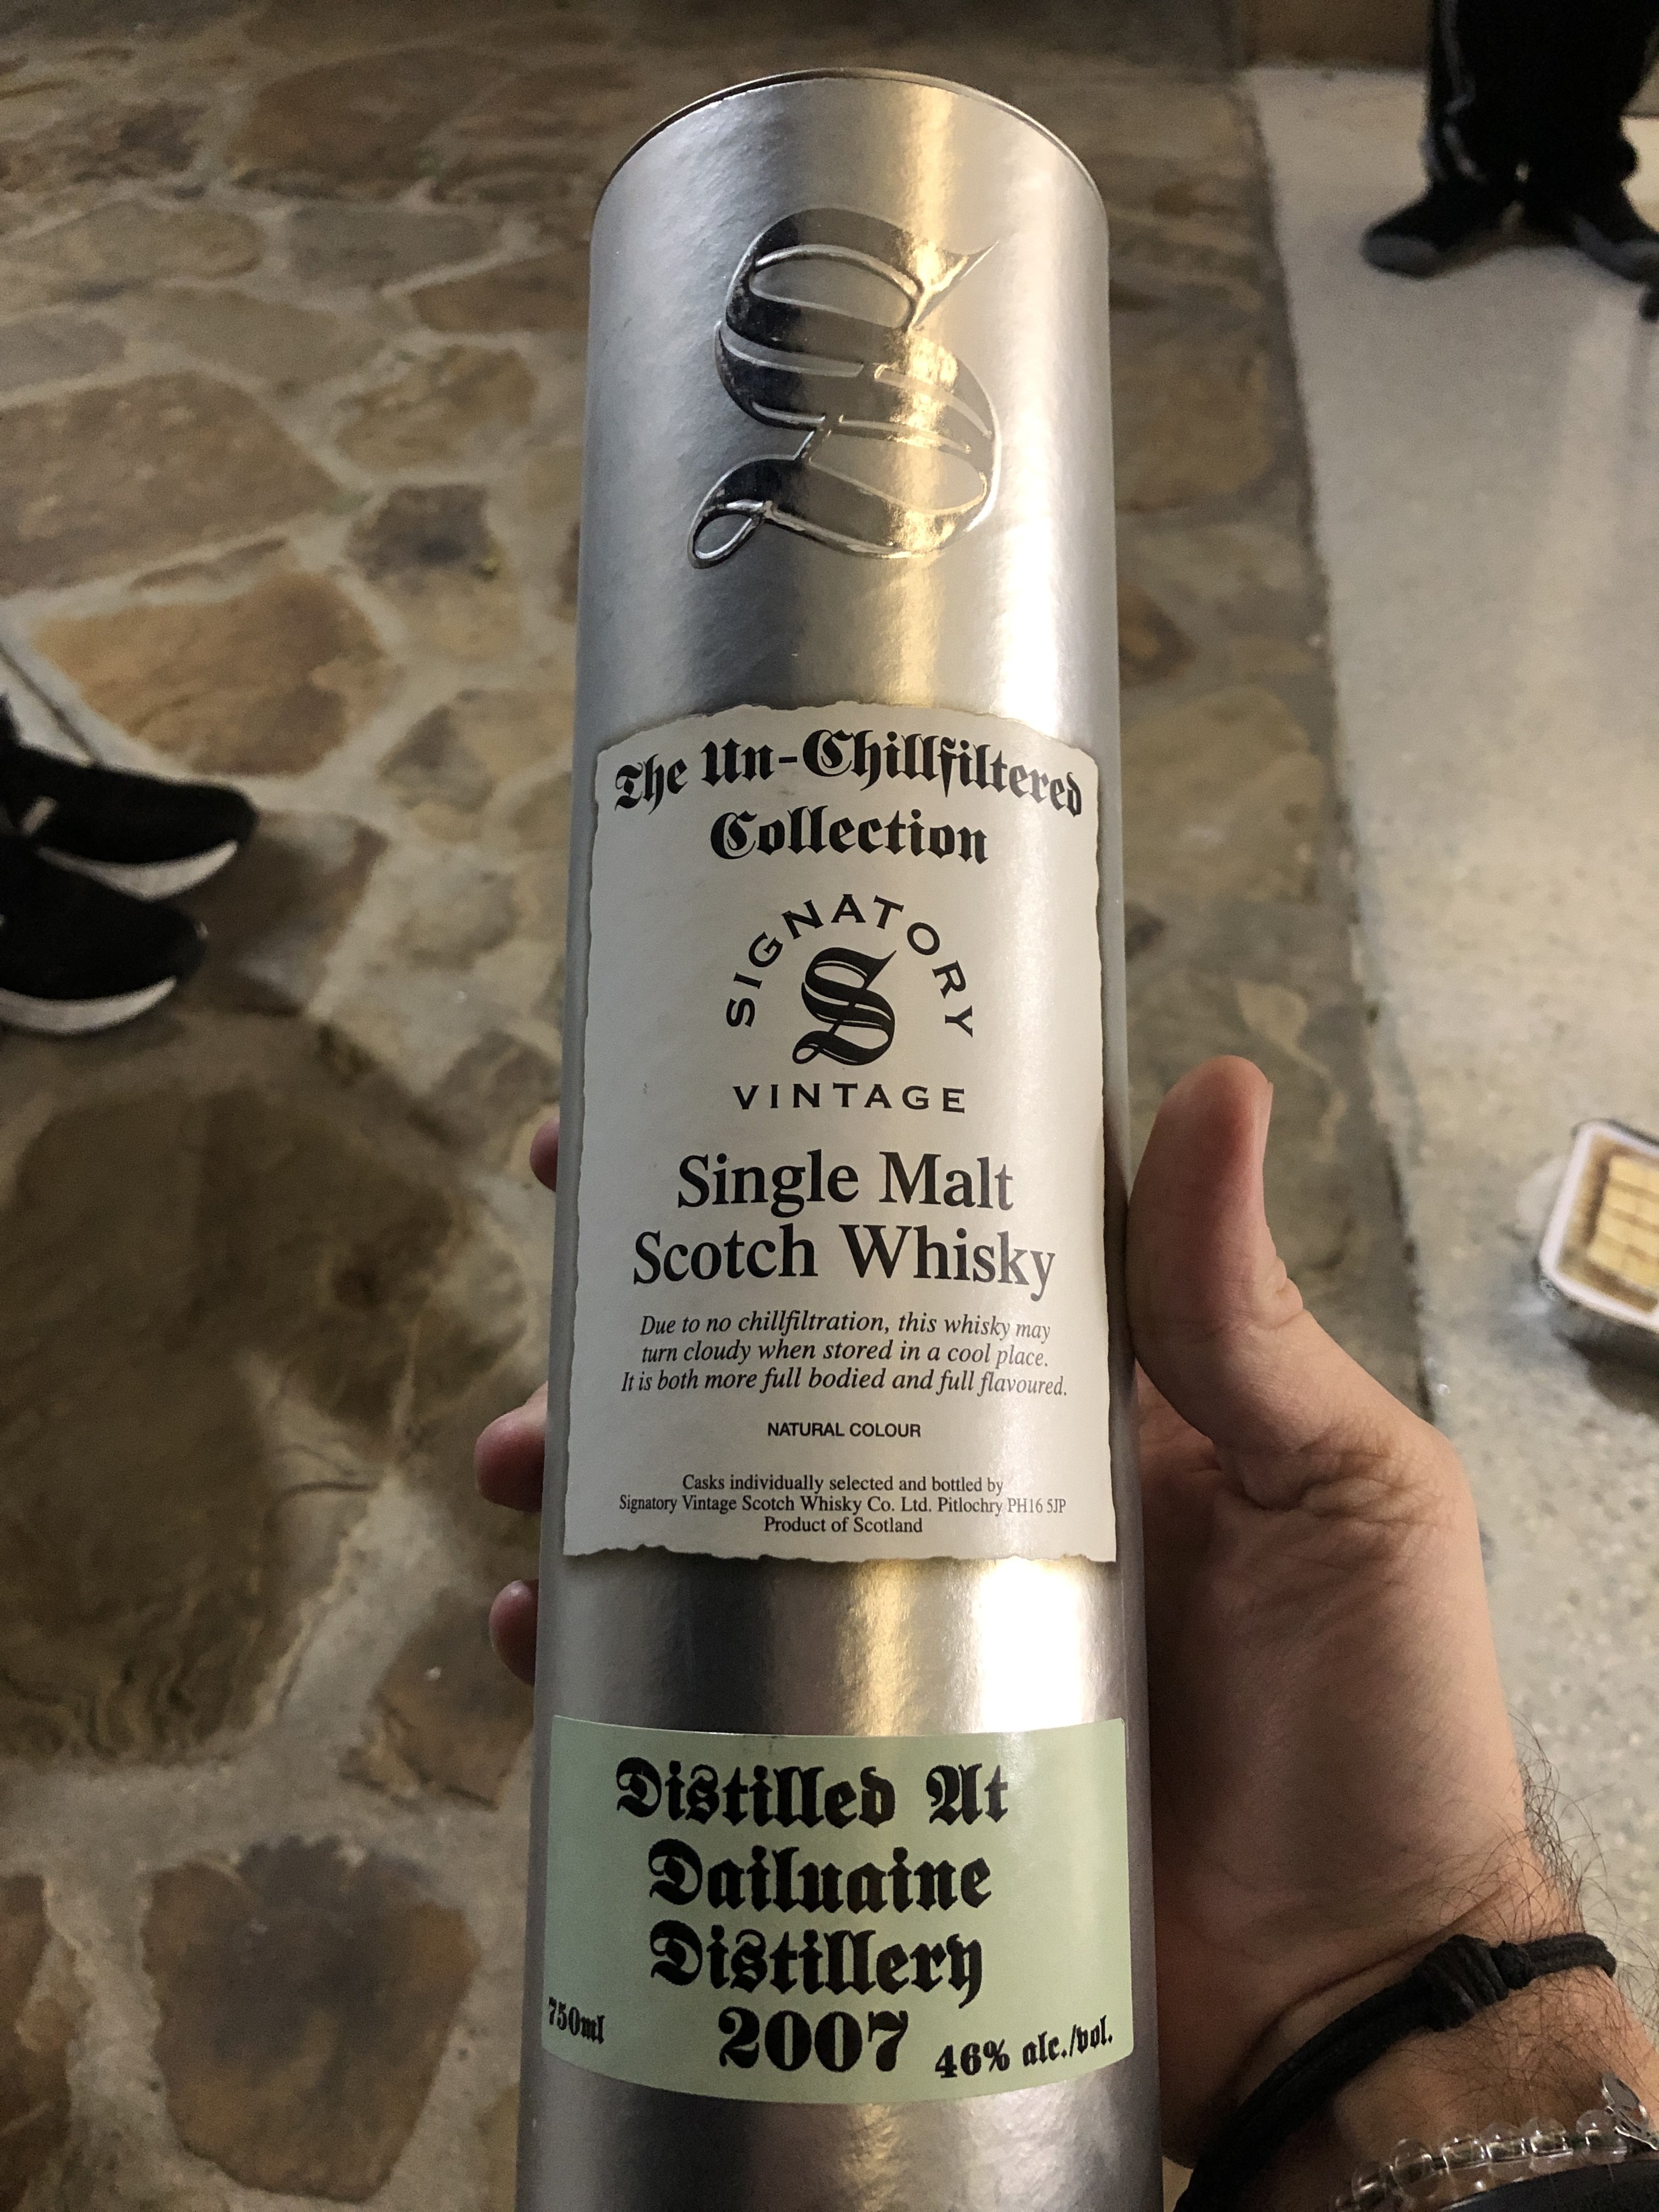 S
The Un-Chillfiltered
Collection
SIGNATORY
S
VINTAGE
Single Malt
Scotch Whisky
Due to no chillfiltration, this whisky may
turn cloudy when stored in a cool place.
It is both more full bodied and full flavoured.
NATURAL COLOUR
Casks individually selected and bottled by
Signatory Vintage Scotch Whisky Co. Ltd. Pitlochry PH16 5JP
Product of Scotland
Distilled At
Dailuaine
Distillery
750ml 2007 46% alc./vol.